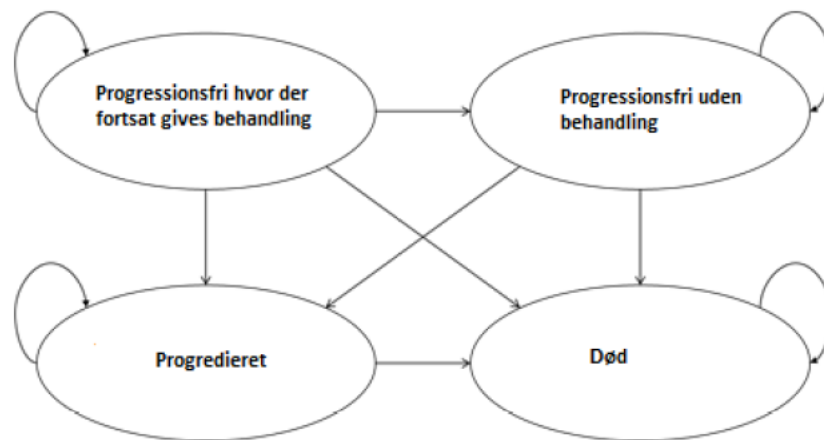 Progressionsfri hvor der
fortsat gives behandling
Progressionsfri uden
behandling
Progredieret
Død